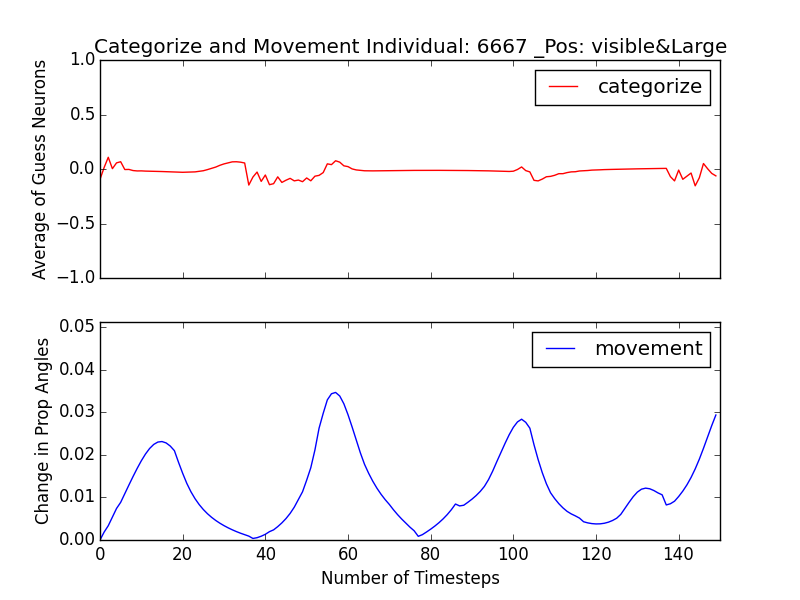 Categorize and Movement Individual: 6667 _Pos: visible&Large
1.0
0.5
0.0
−0.5
−1.0
Average of Guess Neurons
categorize
0.05
0.04
0.03
0.02
0.01
0.00
Change in Prop Angles
movement
0 20 40 60 80 100 120 140
Number of Timesteps